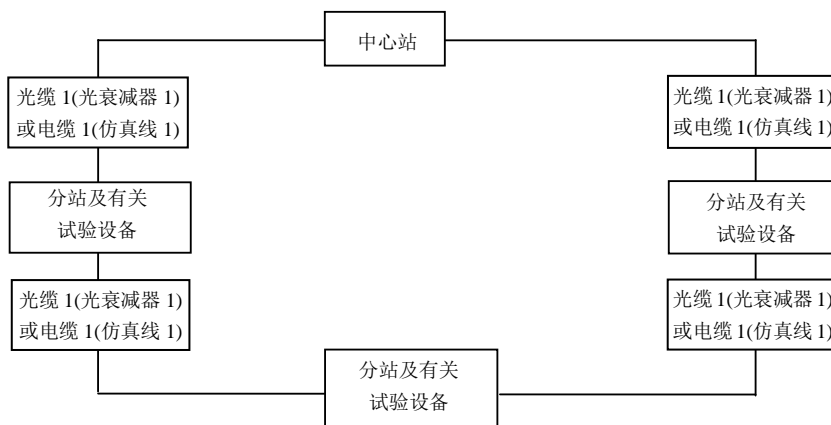 中心站
光缆 1(光衰减器 1)
或电缆 1(仿真线 1)
光缆 1(光衰减器 1)
或电缆 1(仿真线 1)
分站及有关
试验设备
分站及有关
试验设备
光缆 1(光衰减器 1)
或电缆 1(仿真线 1)
光缆 1(光衰减器 1)
或电缆 1(仿真线 1)
分站及有关
试验设备